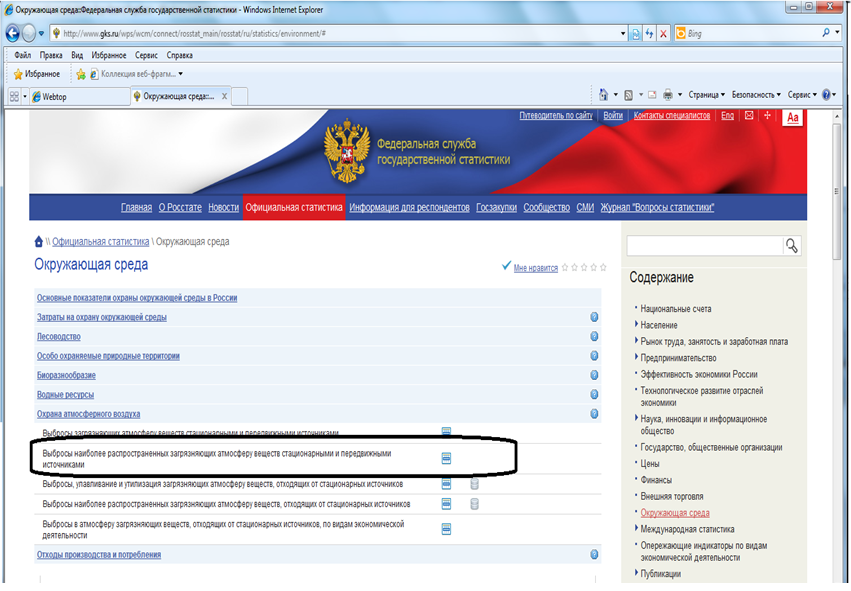 Окружающая среда::Федеральная служба государственной статистики - Windows Internet Explorer
http://www.gks.ru/wps/wcm/connect/rosstat_main/rosstat/ru/statistics/environment/#
Bing
Файл Правка Вид Избранное Сервис Справка
Избранное Коллекция веб-фрагм...
Webtop Окружающая среда::... X
Страница Безопасность Сервис
Путеводитель по сайту Войти Контакты специалистов Eng Aa
Федеральная служба
государственной статистики
Главная О Росстате Новости Официальная статистика Информация для респондентов Госзакупки Сообщество СМИ Журнал "Вопросы статистики"
\\ Официальная статистика \ Окружающая среда
Окружающая среда
Мне нравится
Основные показатели охраны окружающей среды в России
Затраты на охрану окружающей среды
Лесоводство
Особо охраняемые природные территории
Биоразнообразие
Водные ресурсы
Охрана атмосферного воздуха
Выбросы загрязняющих атмосферу веществ стационарными и передвижными источниками
Выбросы наиболее распространенных загрязняющих атмосферу веществ стационарными и передвижными
источниками
Выбросы, улавливание и утилизация загрязняющих атмосферу веществ, отходящих от стационарных источников
Выбросы наиболее распространенных загрязняющих атмосферу веществ, отходящих от стационарных источников
Выбросы в атмосферу загрязняющих веществ, отходящих от стационарных источников, по видам экономической
деятельности
Отходы производства и потребления
Содержание
Национальные счета
Население
Рынок труда, занятость и заработная плата
Предпринимательство
Эффективность экономики России
Технологическое развитие отраслей
экономики
Наука, инновации и информационное
общество
Государство, общественные организации
Цены
Финансы
Внешняя торговля
Окружающая среда
Международная статистика
Опережающие индикаторы по видам
экономической деятельности
Публикации